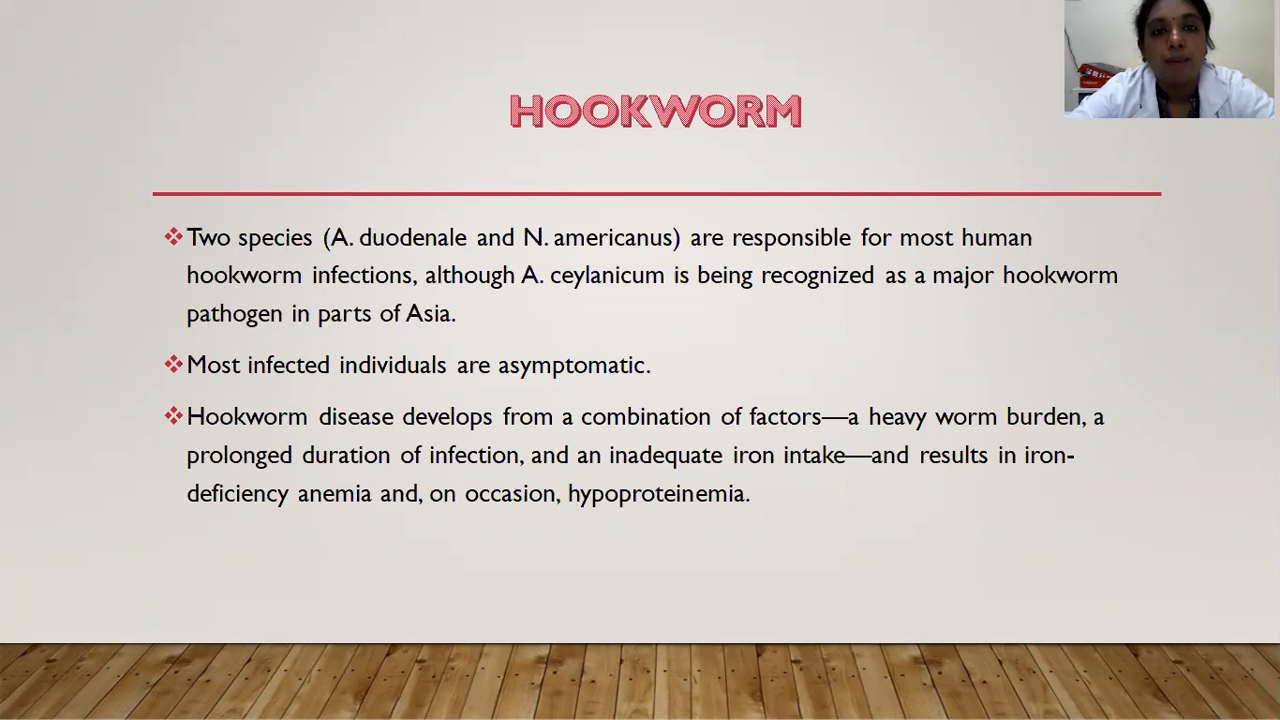 HOOKWORM
❖Two species (A. duodenale and N. americanus) are responsible for most human
hookworm infections, although A. ceylanicum is being recognized as a major hookworm
pathogen in parts of Asia.
❖Most infected individuals are asymptomatic.
❖Hookworm disease develops from a combination of factors—a heavy worm burden, a
prolonged duration of infection, and an inadequate iron intake—and results in iron-
deficiency anemia and, on occasion, hypoproteinemia.